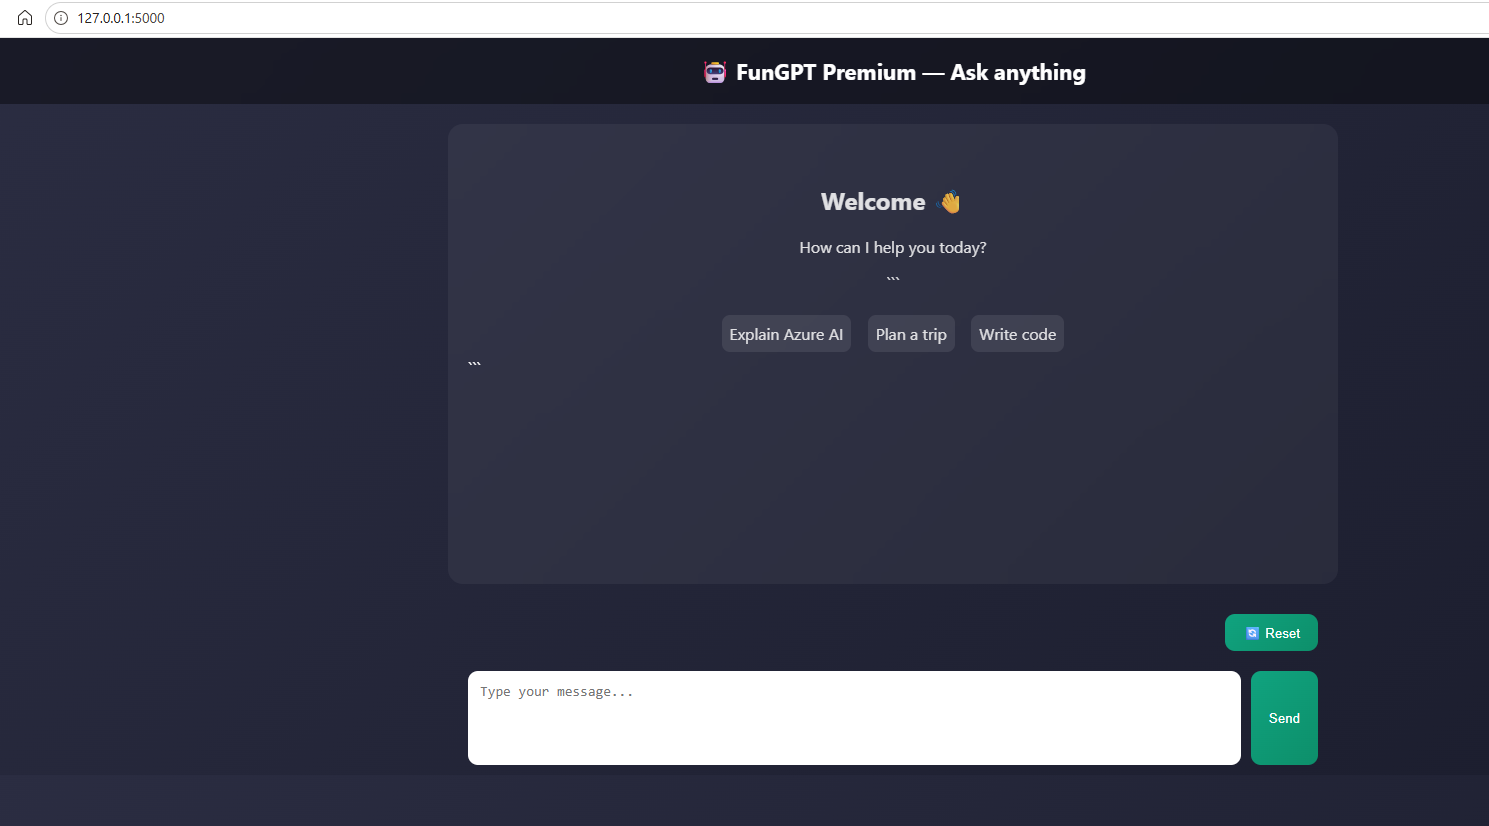 127.0.0.1:5000
🤖 FunGPT Premium — Ask anything
Welcome 👋
How can I help you today?
```
Explain Azure AI Plan a trip Write code
```
🔄 Reset
Type your message...
Send